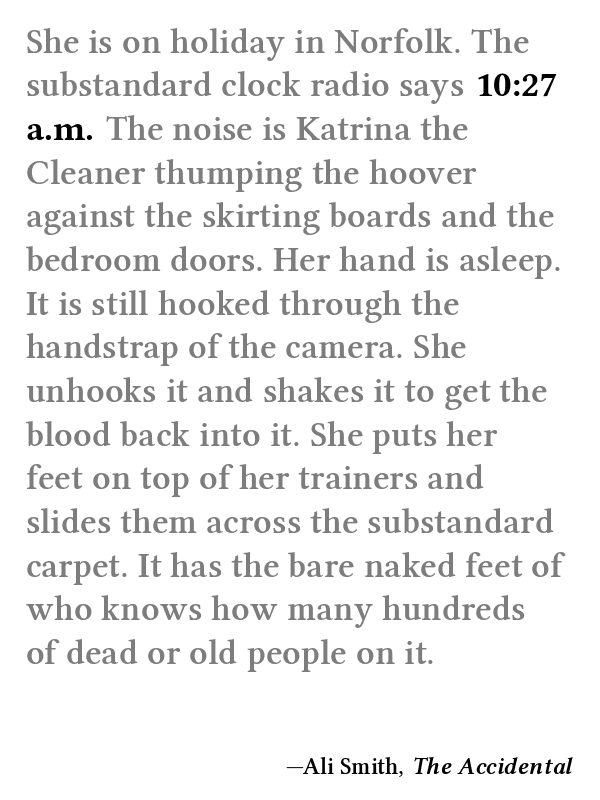 She is on holiday in Norfolk. The
substandard clock radio says 10:27
a.m. The noise is Katrina the
Cleaner thumping the hoover
against the skirting boards and the
bedroom doors. Her hand is asleep.
It is still hooked through the
handstrap of the camera. She
unhooks it and shakes it to get the
blood back into it. She puts her
feet on top of her trainers and
slides them across the substandard
carpet. It has the bare naked feet of
who knows how many hundreds
of dead or old people on it.
—Ali Smith, The Accidental